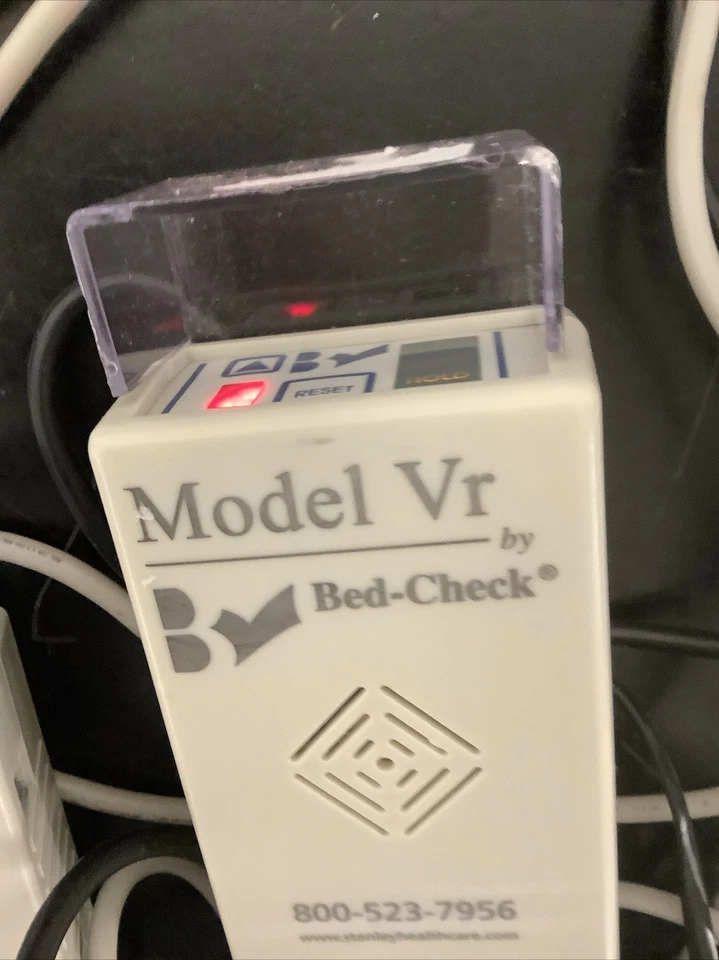 RESET
HOLD
Model Vr
by
Bed-Check®
800-523-7956
www.stanleyhealthcare.com